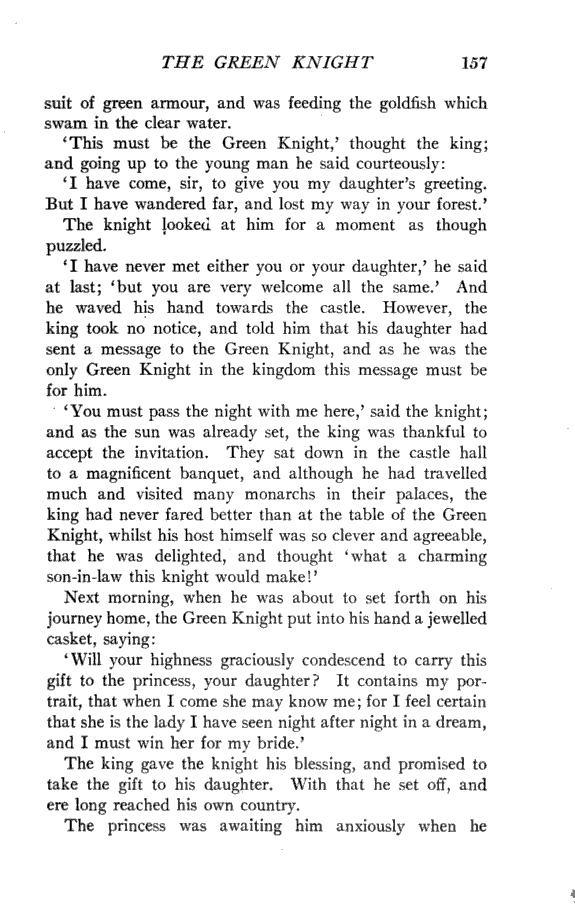 THE GREEN KNIGHT 157
suit of green armour, and was feeding the goldfish which
swam in the clear water.
‘This must be the Green Knight,’ thought the king;
and going up to the young man he said courteously:
‘I have come, sir, to give you my daughter’s greeting.
But I have wandered far, and lost my way in your forest.’
The knight looked at him for a moment as though
puzzled.
‘I have never met either you or your daughter,’ he said
at last; ‘but you are very welcome all the same.’ And
he waved his hand towards the castle. However, the
king took no notice, and told him that his daughter had
sent a message to the Green Knight, and as he was the
only Green Knight in the kingdom this message must be
for him.
‘You must pass the night with me here,’ said the knight;
and as the sun was already set, the king was thankful to
accept the invitation. They sat down in the castle hall
to a magnificent banquet, and although he had travelled
much and visited many monarchs in their palaces, the
king had never fared better than at the table of the Green
Knight, whilst his host himself was so clever and agreeable,
that he was delighted, and thought ‘what a charming
son-in-law this knight would make!’
Next morning, when he was about to set forth on his
journey home, the Green Knight put into his hand a jewelled
casket, saying:
‘Will your highness graciously condescend to carry this
gift to the princess, your daughter? It contains my por-
trait, that when I come she may know me; for I feel certain
that she is the lady I have seen night after night in a dream,
and I must win her for my bride.’
The king gave the knight his blessing, and promised to
take the gift to his daughter. With that he set off, and
ere long reached his own country.
The princess was awaiting him anxiously when he